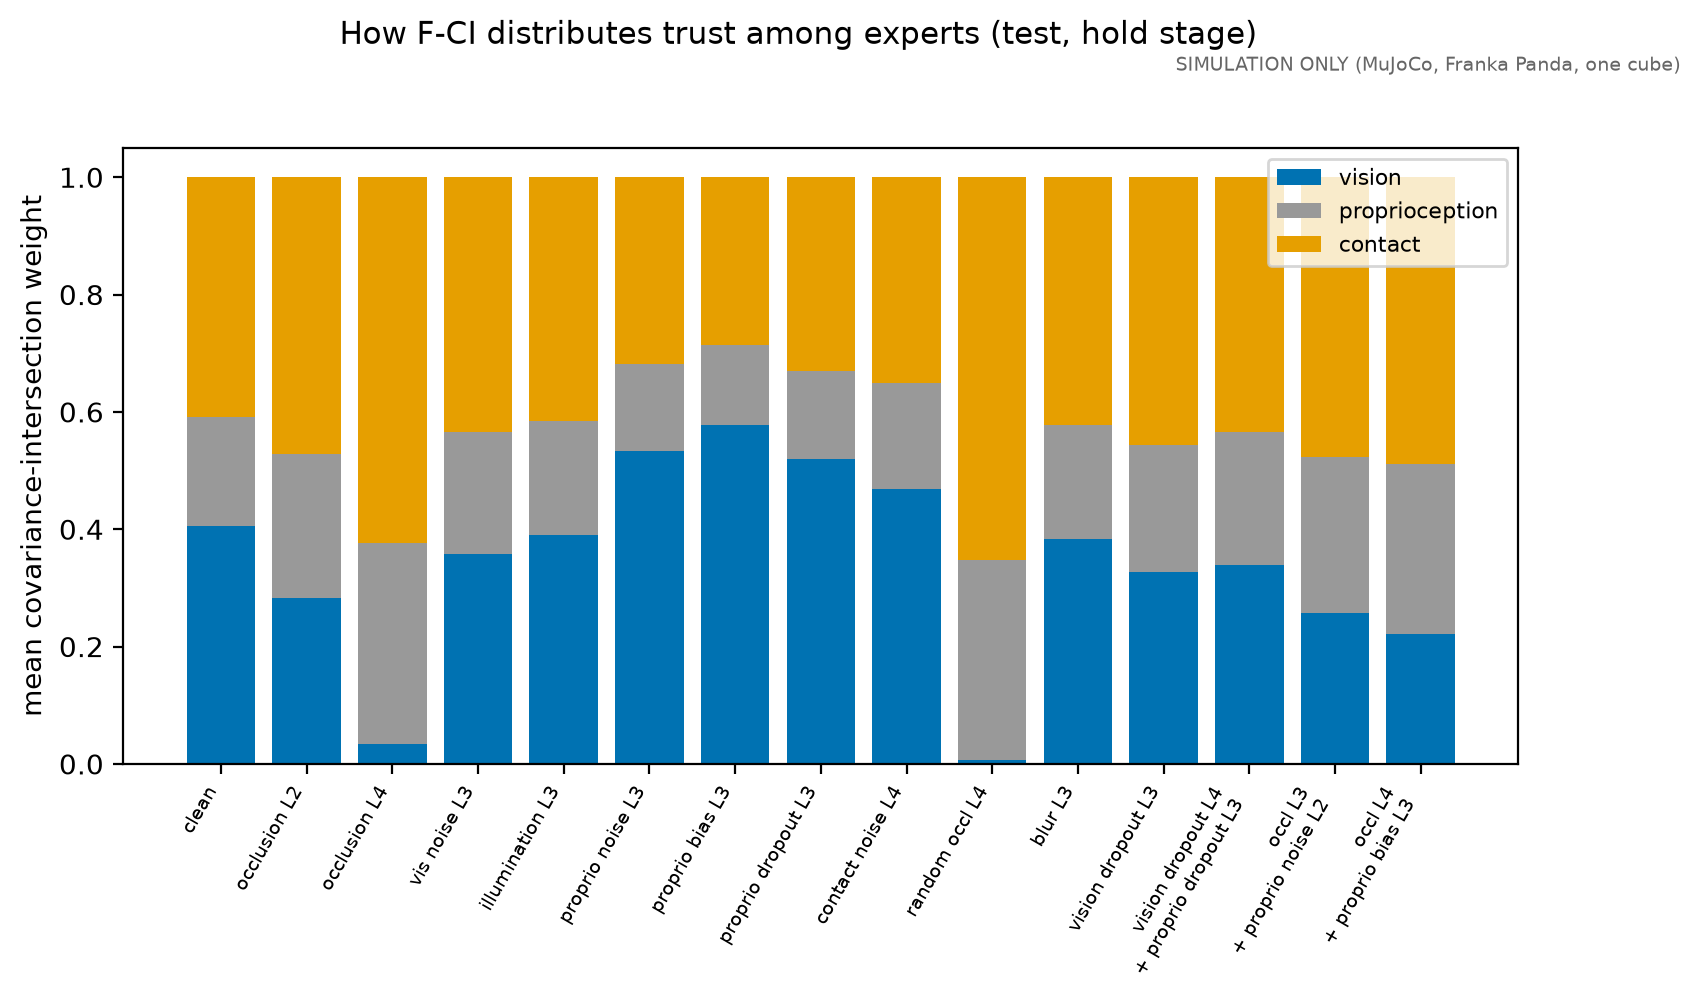 How F-CI distributes trust among experts (test, hold stage)
SIMULATION ONLY (MuJoCo, Franka Panda, one cube)
mean covariance-intersection weight
1.0
0.8
0.6
0.4
0.2
0.0
vision
proprioception
contact
clean
occlusion L2
occlusion L4
vis noise L3
illumination L3
proprio noise L3
proprio bias L3
proprio dropout L3
contact noise L4
random occl L4
blur L3
vision dropout L3
vision dropout L4
+ proprio dropout L3
occl L3
+ proprio noise L2
occl L4
+ proprio bias L3